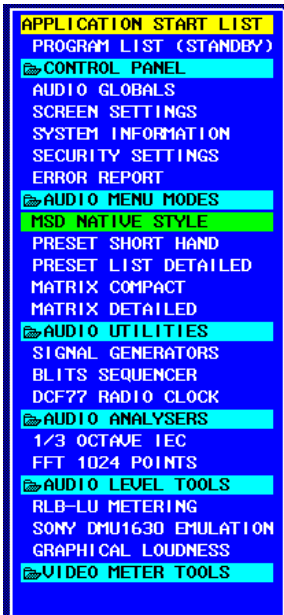 APPLICATION START LIST
PROGRAM LIST (STANDBY)
CONTROL PANEL
AUDIO GLOBALS
SCREEN SETTINGS
SYSTEM INFORMATION
SECURITY SETTINGS
ERROR REPORT
AUDIO MENU MODES
MSD NATIVE STYLE
PRESET SHORT HAND
PRESET LIST DETAILED
MATRIX COMPACT
MATRIX DETAILED
AUDIO UTILITIES
SIGNAL GENERATORS
BLITS SEQUENCER
DCF77 RADIO CLOCK
AUDIO ANALYSERS
1/3 OCTAVE IEC
FFT 1024 POINTS
AUDIO LEVEL TOOLS
RLB-LU METERING
SONY DMU1630 EMULATION
GRAPHICAL LOUDNESS
VIDEO METER TOOLS